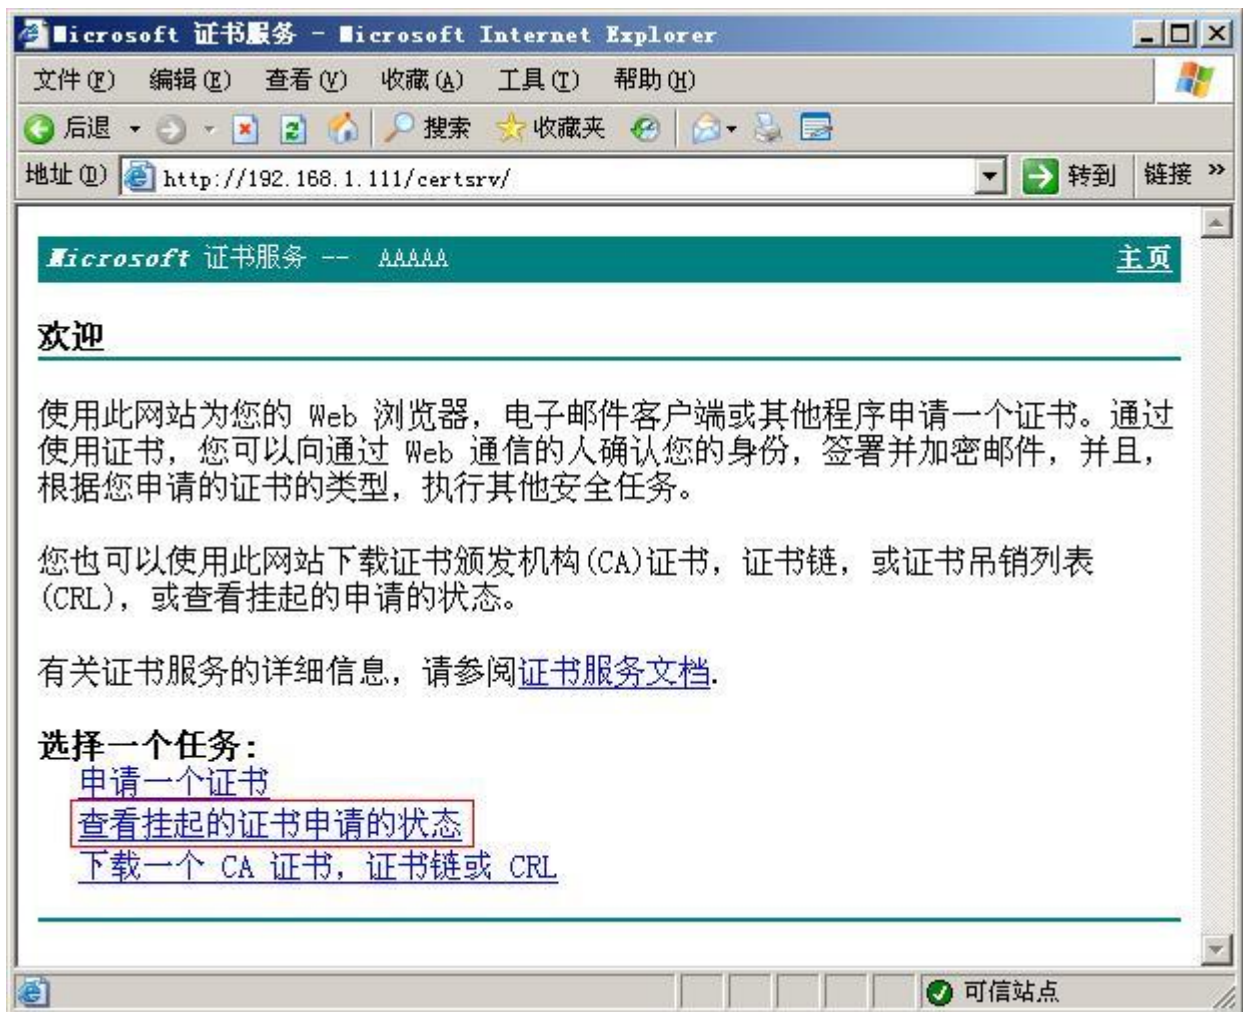 Microsoft 证书服务 - Microsoft Internet Explorer
文件(F) 编辑(E) 查看(V) 收藏(A) 工具(T) 帮助(H)
后退 搜索 收藏夹
地址(D) http://192.168.1.111/certsrv/ 转到 链接 »
Microsoft 证书服务 -- AAAAA 主页
欢迎
使用此网站为您的 Web 浏览器，电子邮件客户端或其他程序申请一个证书。通过
使用证书，您可以向通过 Web 通信的人确认您的身份，签署并加密邮件，并且，
根据您申请的证书的类型，执行其他安全任务。
您也可以使用此网站下载证书颁发机构(CA)证书，证书链，或证书吊销列表
(CRL)，或查看挂起的申请的状态。
有关证书服务的详细信息，请参阅证书服务文档.
选择一个任务:
申请一个证书
查看挂起的证书申请的状态
下载一个 CA 证书，证书链或 CRL
可信站点